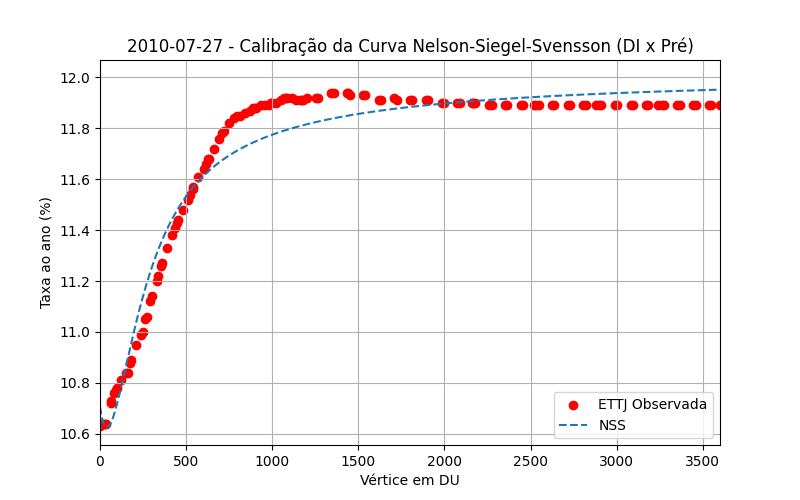 2010-07-27 - Calibração da Curva Nelson-Siegel-Svensson (DI x Pré)
Taxa ao ano (%)
12.0
11.8
11.6
11.4
11.2
11.0
10.8
10.6
0 500 1000 1500 2000 2500 3000 3500
Vértice em DU
ETTJ Observada
NSS